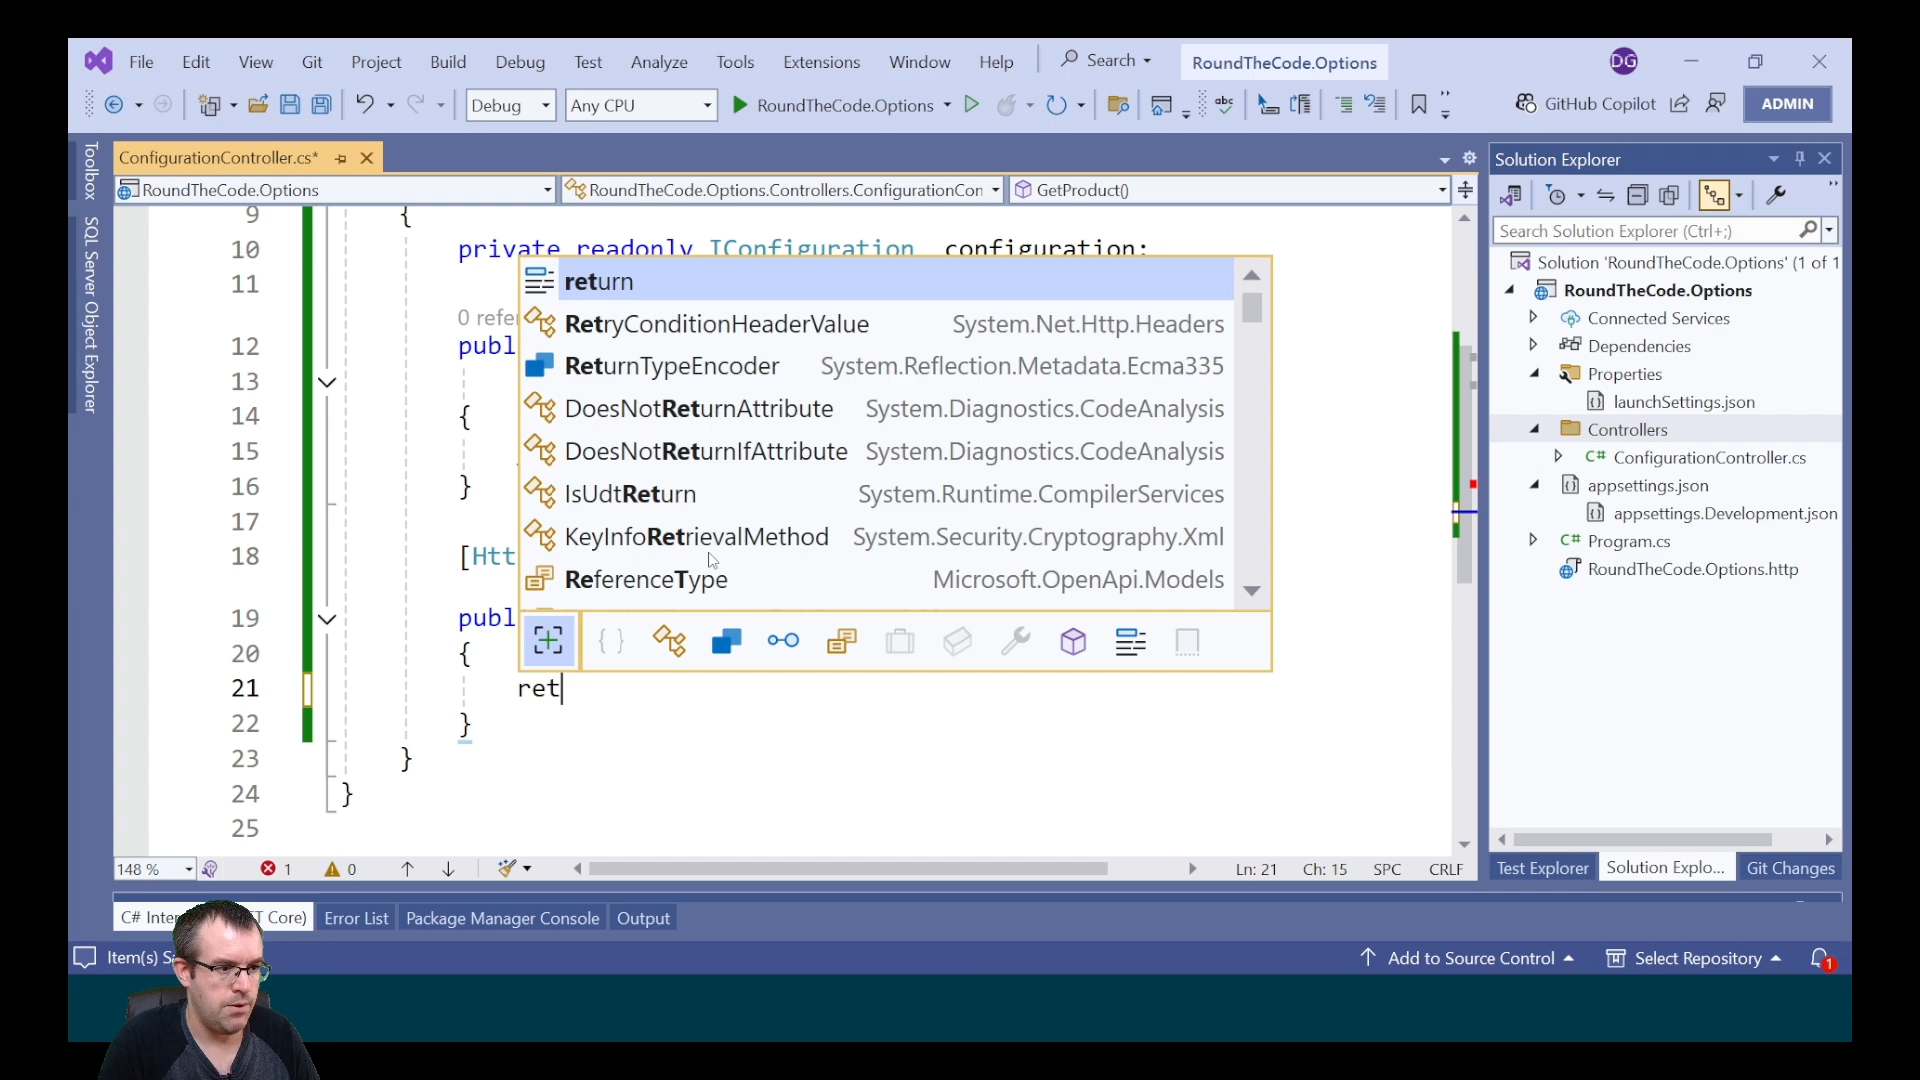 File Edit View Git Project Build Debug Test Analyze Tools Extensions Window Help Search RoundTheCode.Options DG
Debug Any CPU RoundTheCode.Options abc GitHub Copilot ADMIN
Toolbox
SQL Server Object Explorer
ConfigurationController.cs*
RoundTheCode.Options RoundTheCode.Options.Controllers.ConfigurationCon GetProduct()
9 {
10 private readonly IConfiguration _configuration;
11
0 refe
12 publ
13
14 {
15
16 }
17
18 [Htt
19 publ
20 {
21 ret
22 }
23 }
24 }
25
return
RetryConditionHeaderValue System.Net.Http.Headers
ReturnTypeEncoder System.Reflection.Metadata.Ecma335
DoesNotReturnAttribute System.Diagnostics.CodeAnalysis
DoesNotReturnIfAttribute System.Diagnostics.CodeAnalysis
IsUdtReturn System.Runtime.CompilerServices
KeyInfoRetrievalMethod System.Security.Cryptography.Xml
ReferenceType Microsoft.OpenApi.Models
148 % 1 0 Ln: 21 Ch: 15 SPC CRLF
Solution Explorer
Search Solution Explorer (Ctrl+;)
Solution 'RoundTheCode.Options' (1 of 1
RoundTheCode.Options
Connected Services
Dependencies
Properties
launchSettings.json
Controllers
C# ConfigurationController.cs
appsettings.json
appsettings.Development.json
C# Program.cs
RoundTheCode.Options.http
Test Explorer Solution Explo... Git Changes
C# Inter T Core) Error List Package Manager Console Output
Item(s) Sa Add to Source Control Select Repository 1